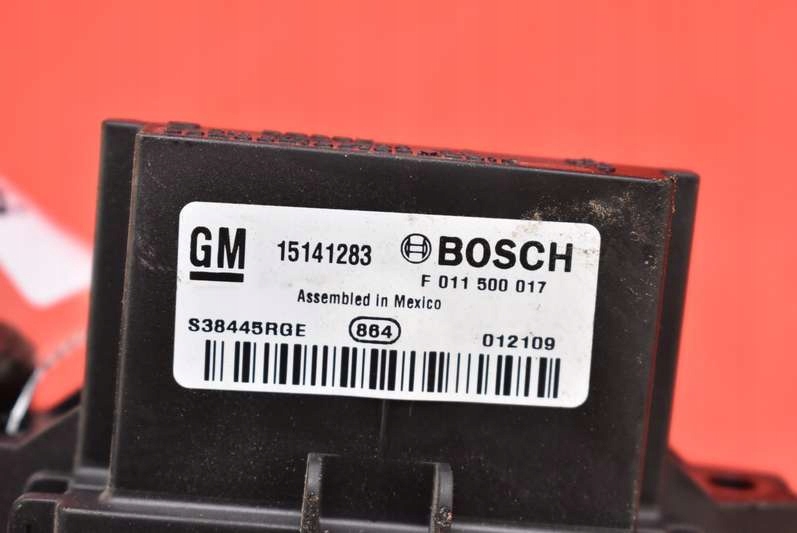 GM 15141283 BOSCH
F 011 500 017
Assembled in Mexico
S38445RGE 864 012109